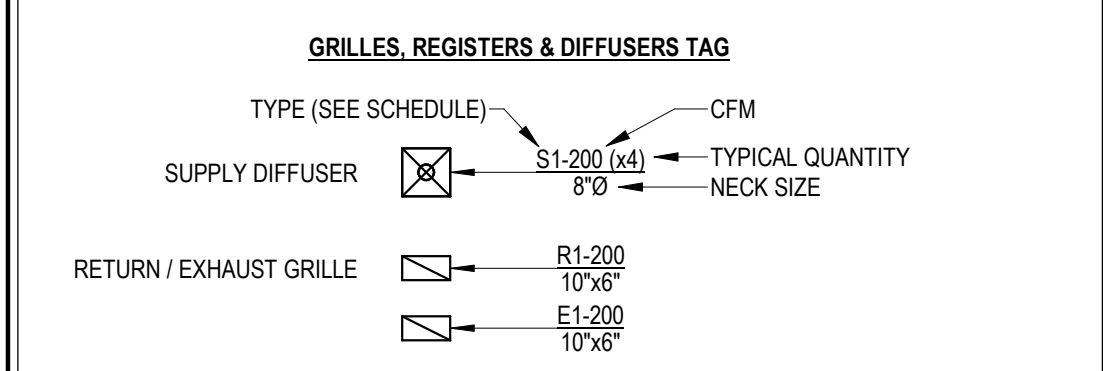 GRILLES, REGISTERS & DIFFUSERS TAG
TYPE (SEE SCHEDULE)
CFM
SUPPLY DIFFUSER
S1-200 (x4)
TYPICAL QUANTITY
8"Ø
NECK SIZE
RETURN / EXHAUST GRILLE
R1-200
10"x6"
E1-200
10"x6"